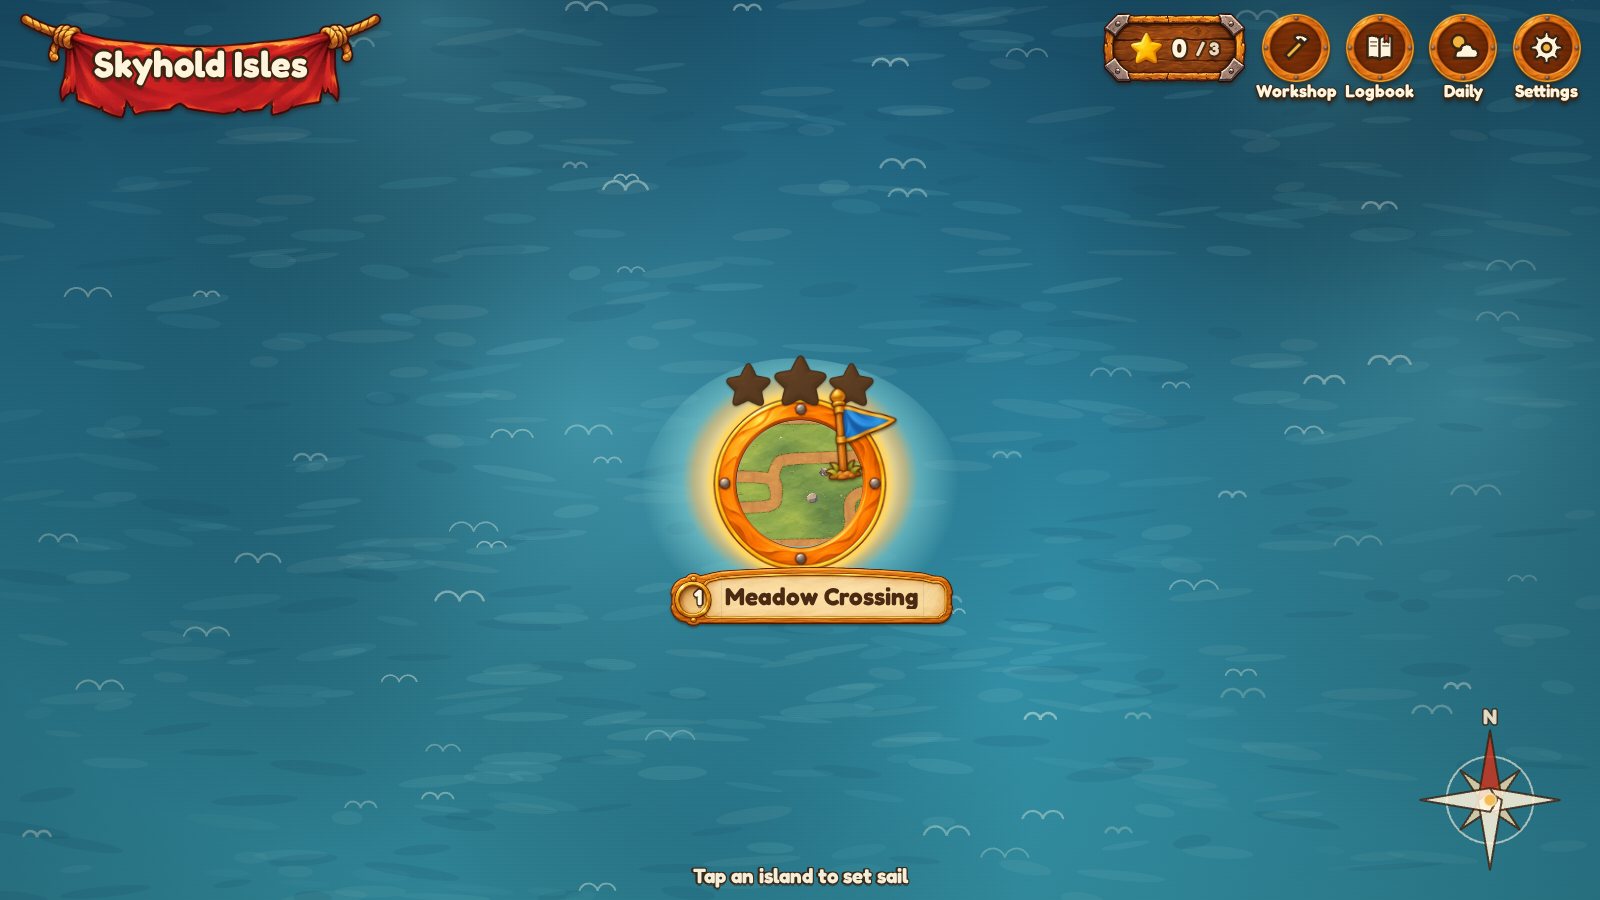 Skyhold Isles
0 / 3
Workshop
Logbook
Daily
Settings
1
Meadow Crossing
N
Tap an island to set sail